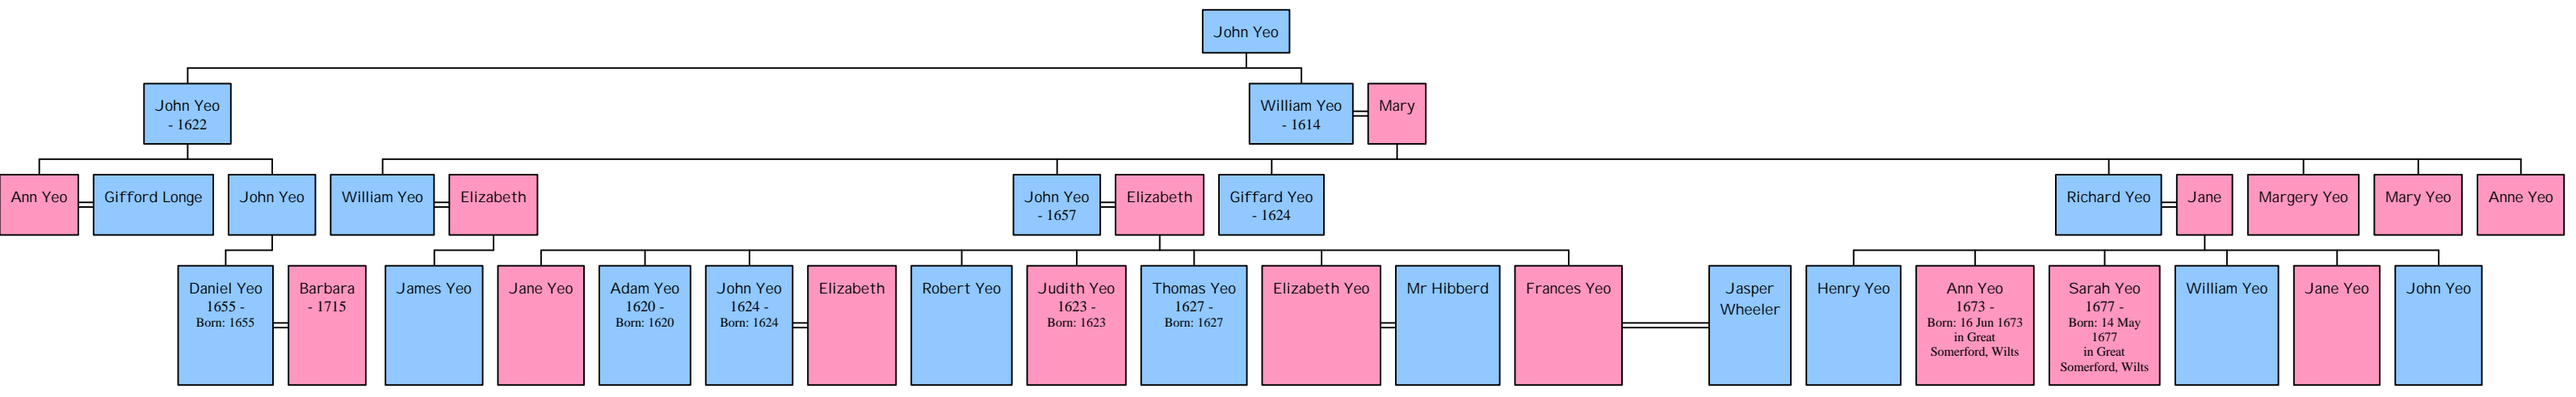 John Yeo
John Yeo
- 1622
William Yeo
- 1614
Mary
Ann Yeo
Gifford Longe
John Yeo
William Yeo
Elizabeth
John Yeo
- 1657
Elizabeth
Giffard Yeo
- 1624
Richard Yeo
Jane
Margery Yeo
Mary Yeo
Anne Yeo
Daniel Yeo
1655 -
Born: 1655
Barbara
- 1715
James Yeo
Jane Yeo
Adam Yeo
1620 -
Born: 1620
John Yeo
1624 -
Born: 1624
Elizabeth
Robert Yeo
Judith Yeo
1623 -
Born: 1623
Thomas Yeo
1627 -
Born: 1627
Elizabeth Yeo
Mr Hibberd
Frances Yeo
Jasper
Wheeler
Henry Yeo
Ann Yeo
1673 -
Born: 16 Jun 1673
in Great
Somerford, Wilts
Sarah Yeo
1677 -
Born: 14 May
1677
in Great
Somerford, Wilts
William Yeo
Jane Yeo
John Yeo